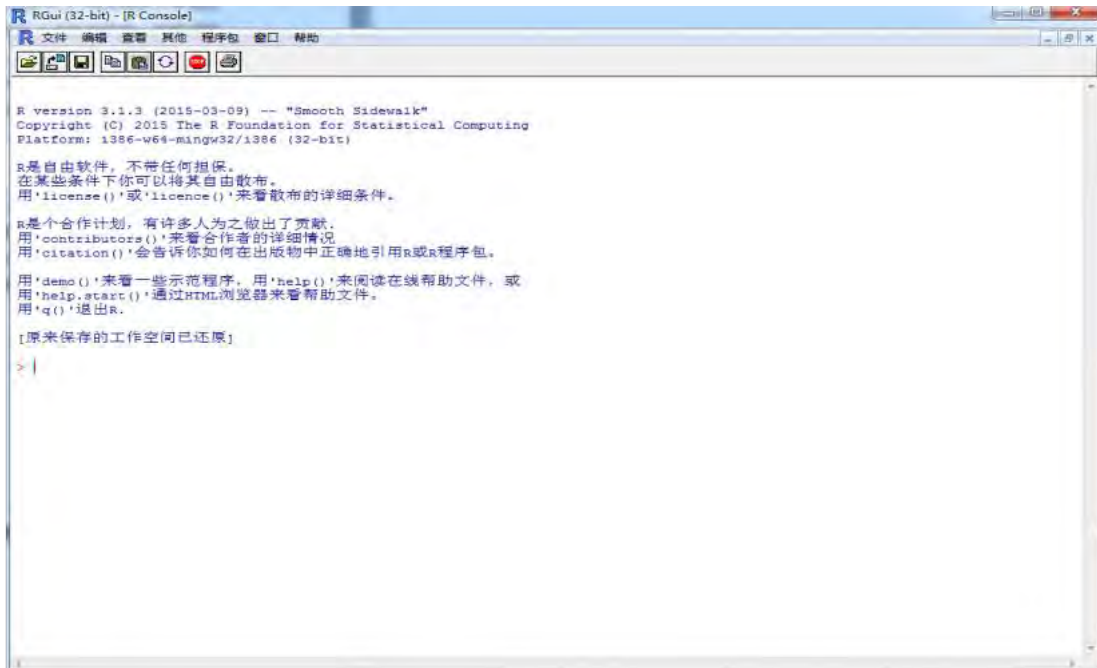 RGui (32-bit) - [R Console]
文件 编辑 查看 其他 程序包 窗口 帮助
STOP
R version 3.1.3 (2015-03-09) -- "Smooth Sidewalk"
Copyright (C) 2015 The R Foundation for Statistical Computing
Platform: i386-w64-mingw32/i386 (32-bit)
R是自由软件，不带任何担保。
在某些条件下你可以将其自由散布。
用'license()'或'licence()'来看散布的详细条件。
R是个合作计划，有许多人为之做出了贡献.
用'contributors()'来看合作者的详细情况
用'citation()'会告诉你如何在出版物中正确地引用R或R程序包。
用'demo()'来看一些示范程序，用'help()'来阅读在线帮助文件，或
用'help.start()'通过HTML浏览器来看帮助文件。
用'q()'退出R.
[原来保存的工作空间已还原]
>